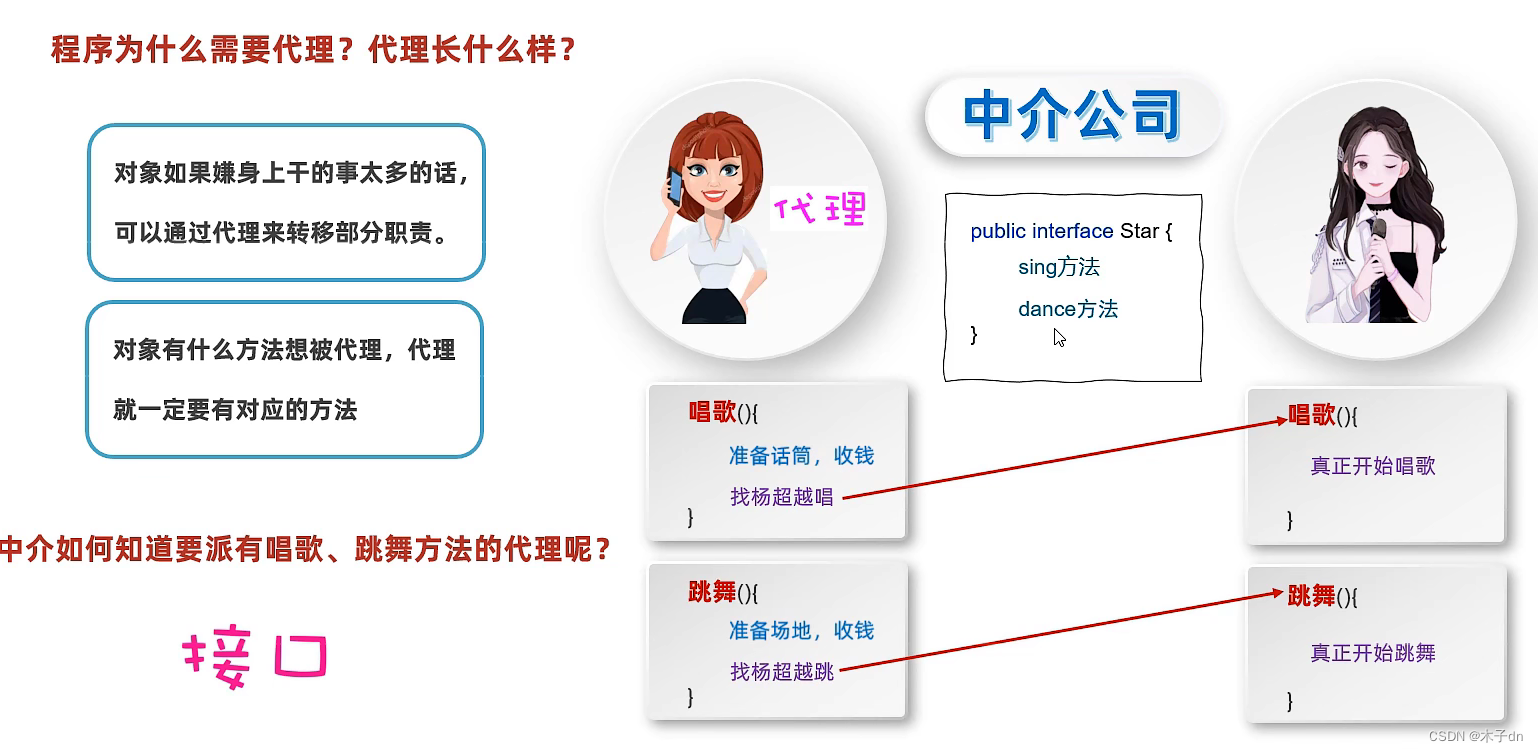 程序为什么需要代理？代理长什么样？
对象如果嫌身上干的事太多的话，
可以通过代理来转移部分职责。
对象有什么方法想被代理，代理
就一定要有对应的方法
中介如何知道要派有唱歌、跳舞方法的代理呢？
接口
代理
中介公司
public interface Star {
sing方法
dance方法
}
唱歌(){
准备话筒，收钱
找杨超越唱
}
唱歌(){
真正开始唱歌
}
跳舞(){
准备场地，收钱
找杨超越跳
}
跳舞(){
真正开始跳舞
}
CSDN @木子dn